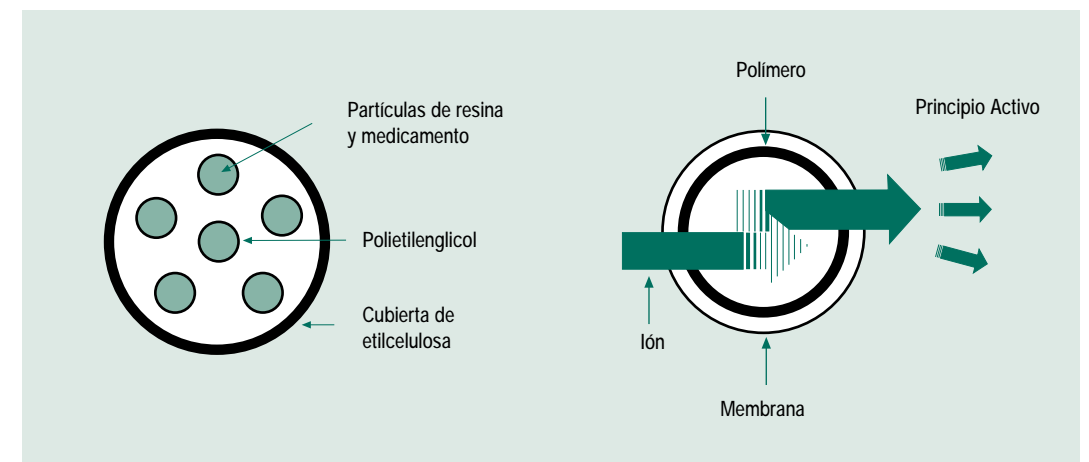 Partículas de resina
y medicamento
Polietilenglicol
Cubierta de
etilcelulosa
Polímero
Principio Activo
Ión
Membrana